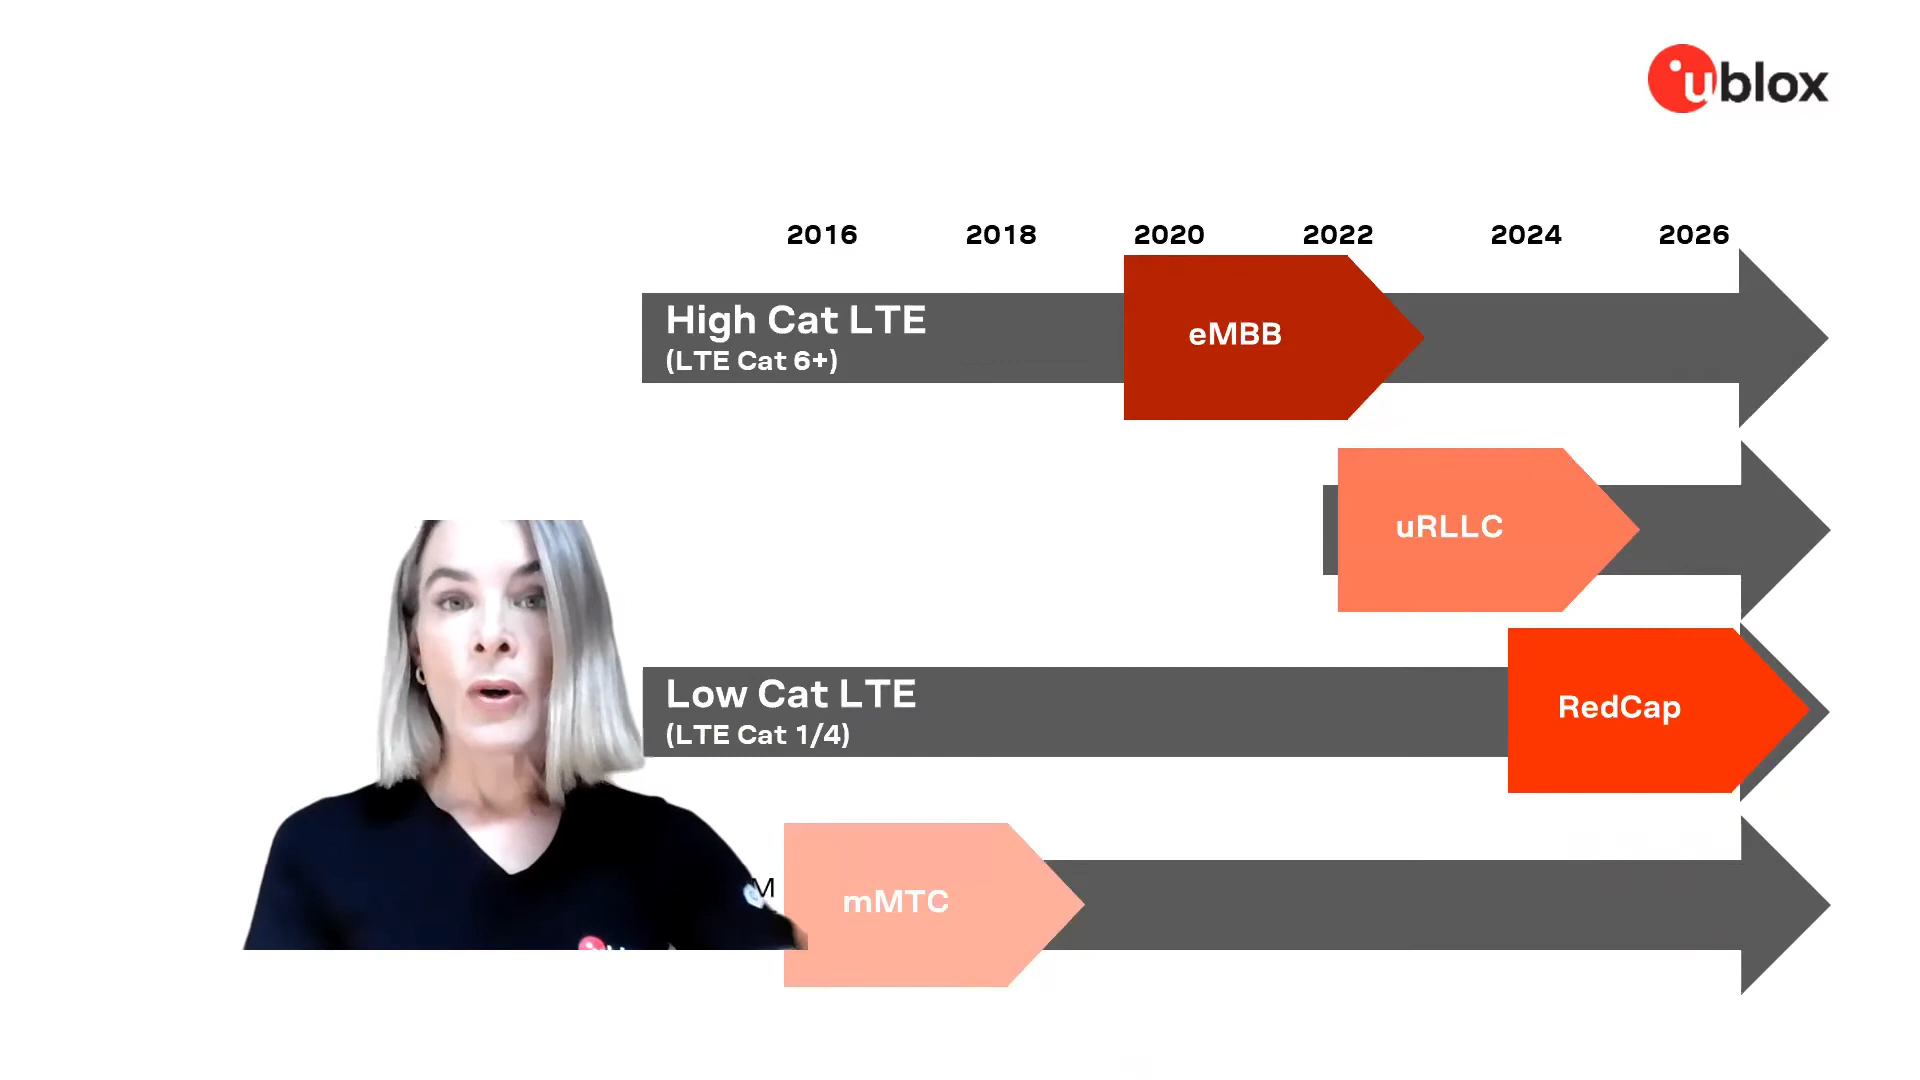 ublox
2016 2018 2020 2022 2024 2026
High Cat LTE
(LTE Cat 6+)
eMBB
uRLLC
Low Cat LTE
(LTE Cat 1/4)
RedCap
M
mMTC